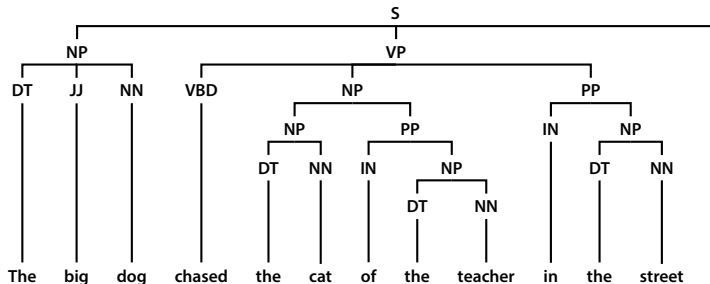 S
NP VP
DT JJ NN VBD NP PP
NP PP IN NP
DT NN IN NP DT NN
DT NN
The big dog chased the cat of the teacher in the street